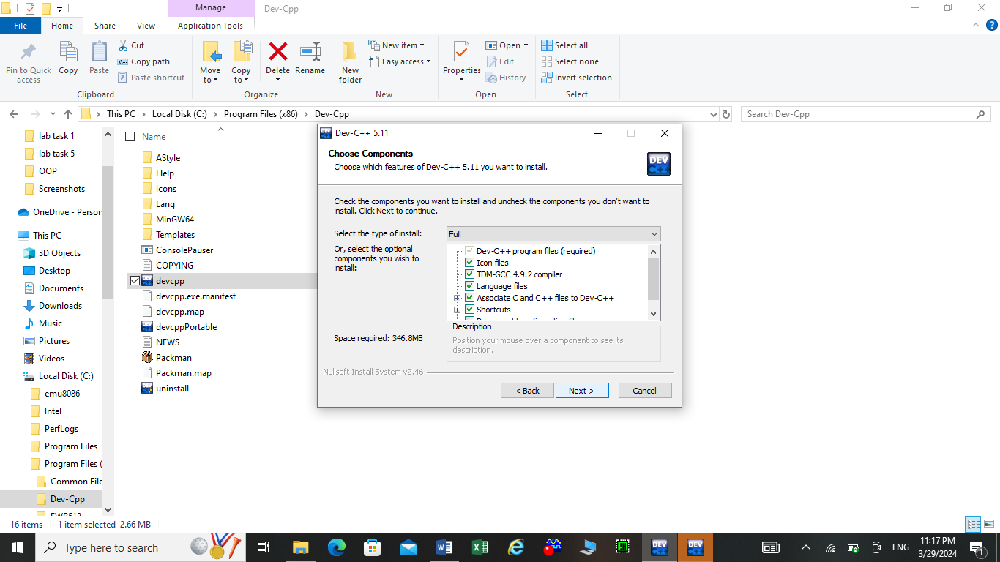 Manage
Dev-Cpp
File
Home
Share
View
Application Tools
Pin to Quick access
Copy
Paste
Cut
Copy path
Paste shortcut
Clipboard
Move to
Copy to
Delete
Rename
Organize
New folder
New item
Easy access
New
Properties
Open
Edit
History
Open
Select all
Select none
Invert selection
Select
This PC > Local Disk (C:) > Program Files (x86) > Dev-Cpp
Search Dev-Cpp
lab task 1
lab task 5
OOP
Screenshots
OneDrive - Person
This PC
3D Objects
Desktop
Documents
Downloads
Music
Pictures
Videos
Local Disk (C:)
emu8086
Intel
PerfLogs
Program Files
Program Files (
Common File
Dev-Cpp
EWB512
Name
AStyle
Help
Icons
Lang
MinGW64
Templates
ConsolePauser
COPYING
devcpp
devcpp.exe.manifest
devcpp.map
devcppPortable
NEWS
Packman
Packman.map
uninstall
Dev-C++ 5.11
Choose Components
Choose which features of Dev-C++ 5.11 you want to install.
DEV
C++
Check the components you want to install and uncheck the components you don't want to
install. Click Next to continue.
Select the type of install:
Full
Or, select the optional
components you wish to
install:
Dev-C++ program files (required)
Icon files
TDM-GCC 4.9.2 compiler
Language files
Associate C and C++ files to Dev-C++
Shortcuts
Space required: 346.8MB
Description
Position your mouse over a component to see its
description.
Nullsoft Install System v2.46
< Back
Next >
Cancel
16 items
1 item selected 2.66 MB
Type here to search
DEV
C++
DEV
C++
ENG
11:17 PM
3/29/2024
1